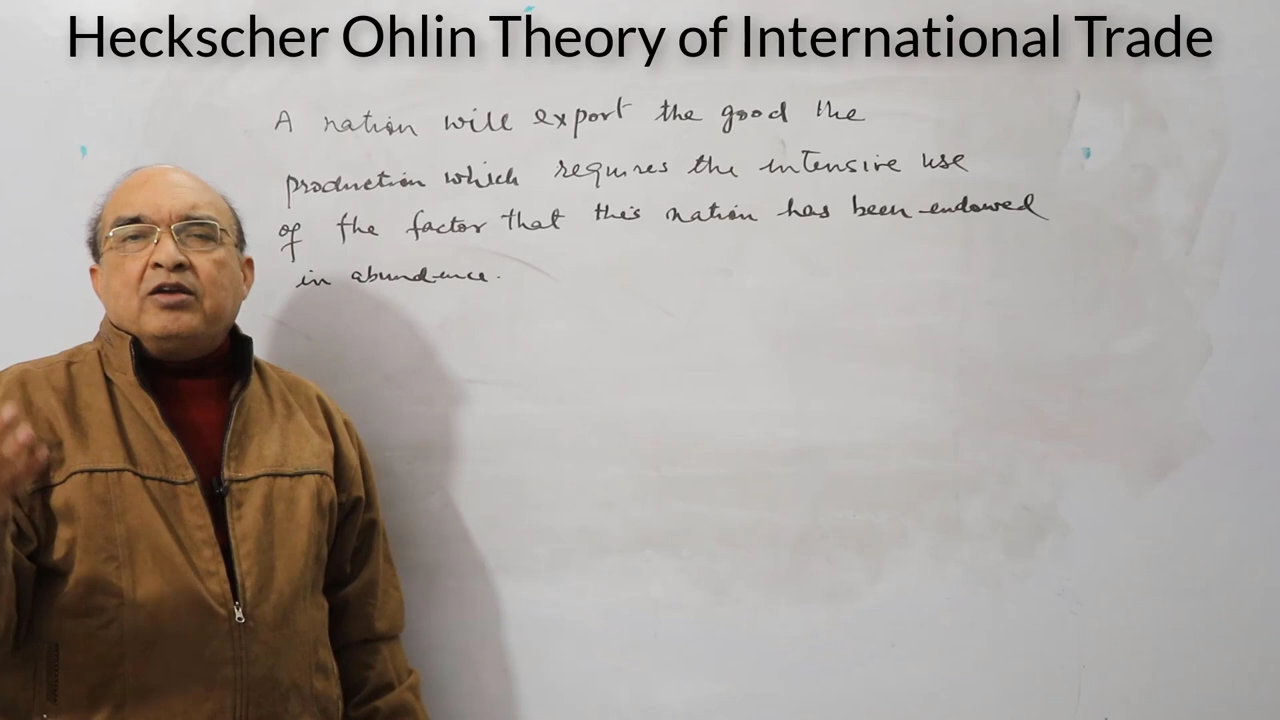 Heckscher Ohlin Theory of International Trade
A nation will export the good the
production which requires the intensive use
of the factor that this nation has been endowed
in abundence.